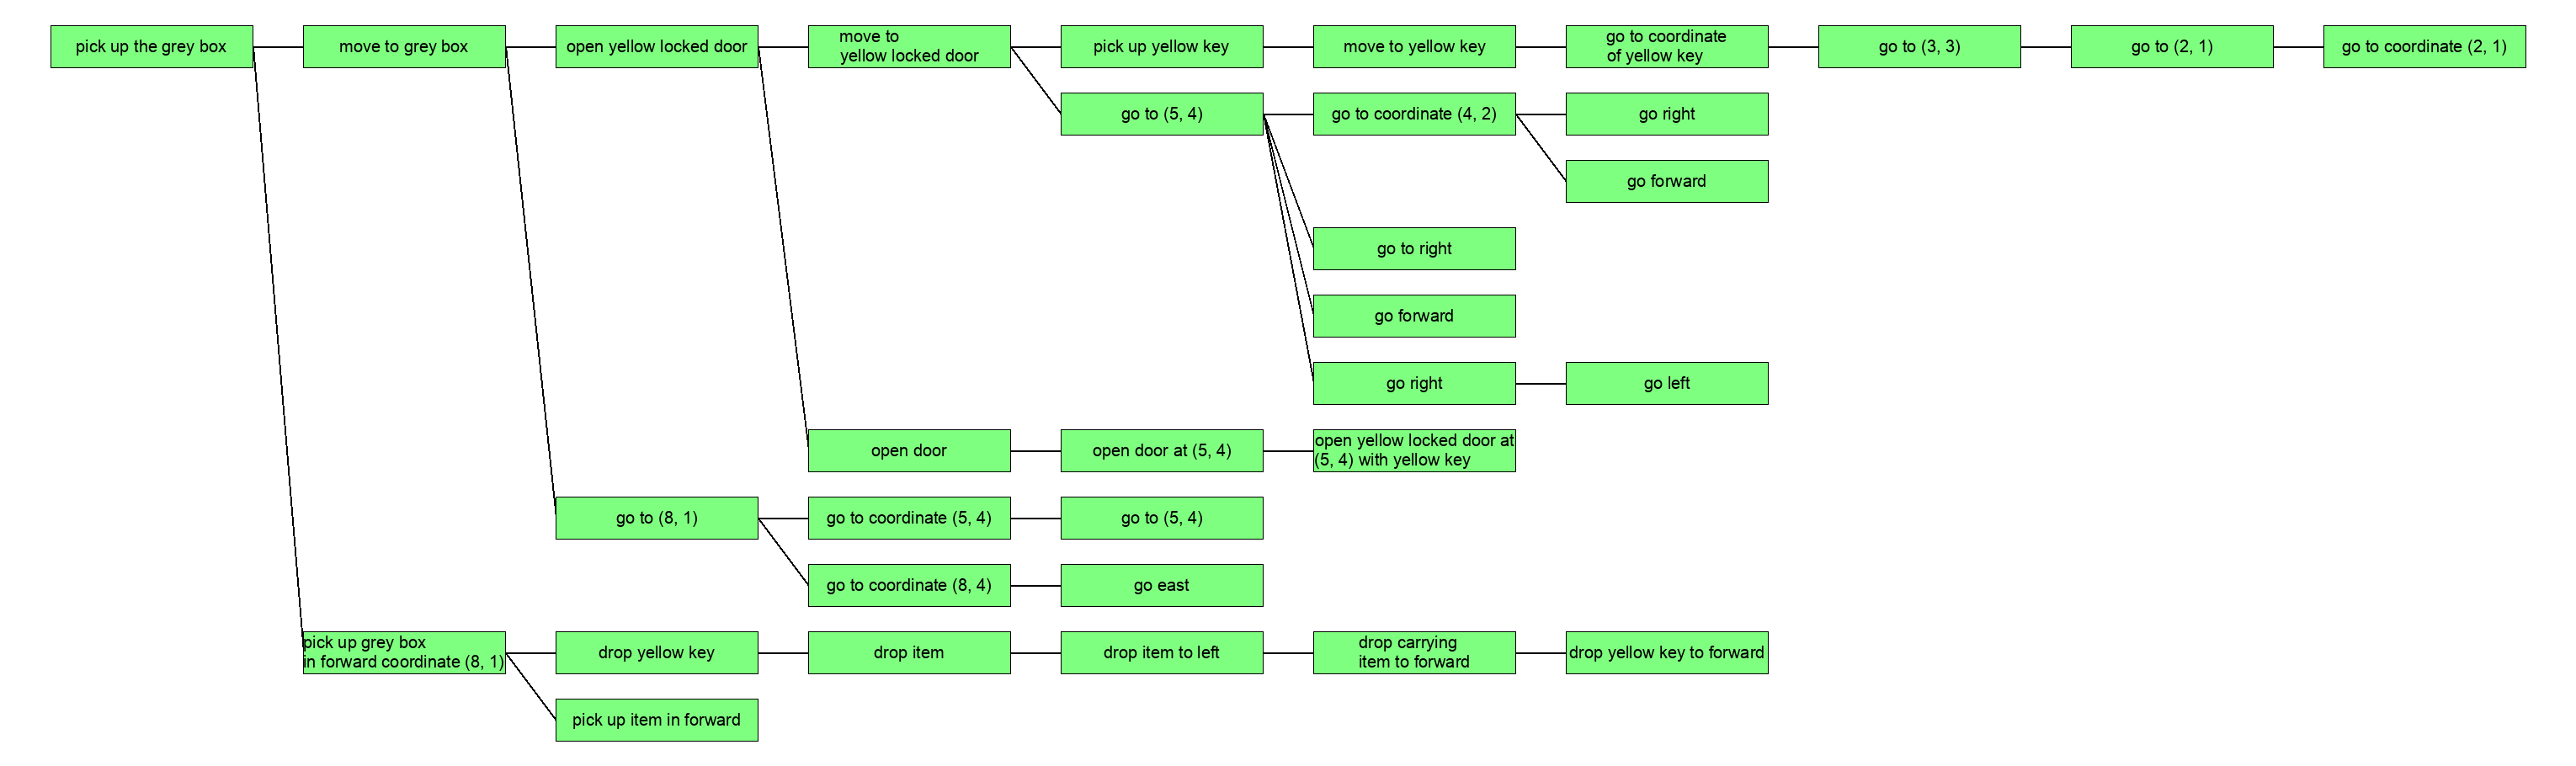 pick up the grey box
move to grey box
open yellow locked door
move to
yellow locked door
pick up yellow key
move to yellow key
go to coordinate
of yellow key
go to (3, 3)
go to (2, 1)
go to coordinate (2, 1)
go to (5, 4)
go to coordinate (4, 2)
go right
go forward
go to right
go forward
go right
go left
open door
open door at (5, 4)
open yellow locked door at
(5, 4) with yellow key
go to (8, 1)
go to coordinate (5, 4)
go to (5, 4)
go to coordinate (8, 4)
go east
pick up grey box
in forward coordinate (8, 1)
drop yellow key
drop item
drop item to left
drop carrying
item to forward
drop yellow key to forward
pick up item in forward